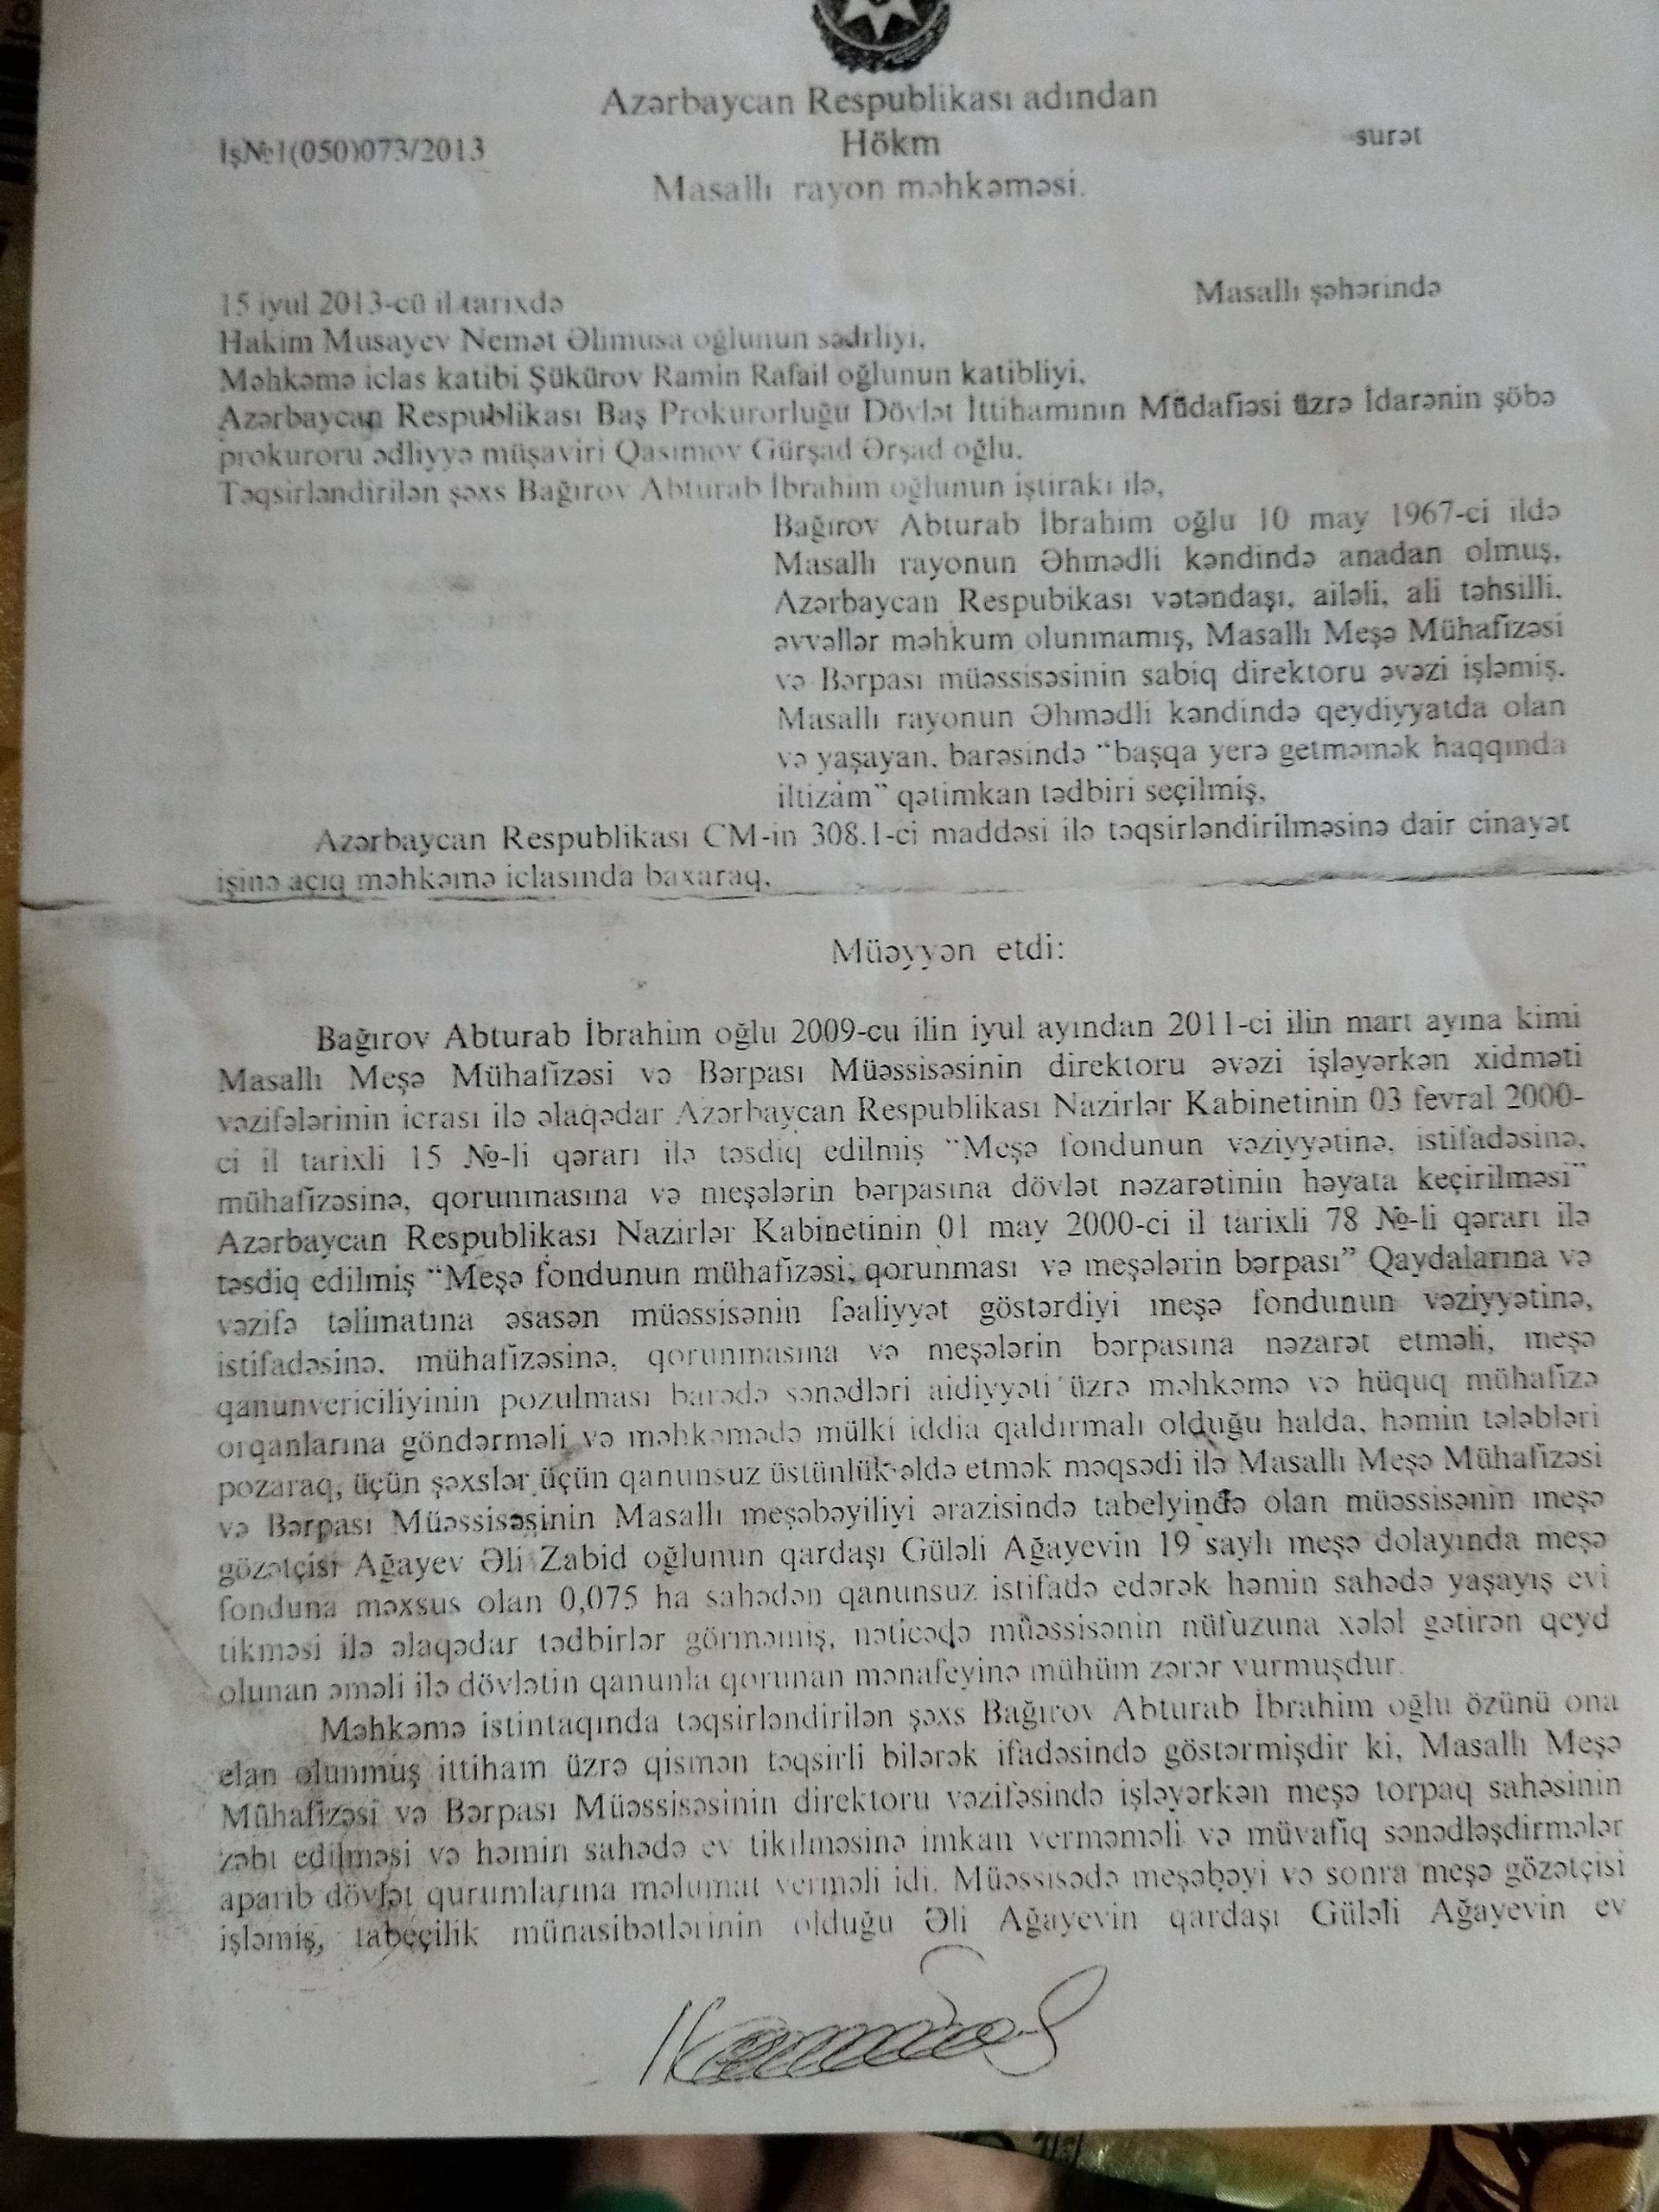 Azərbaycan Respublikası adından
İş№1(050)073/2013 Hökm surət
Masallı rayon məhkəməsi.
15 iyul 2013-cü il tarixdə Masallı şəhərində
Hakim Musayev Nemət Əlimusa oğlunun sədrliyi,
Məhkəmə iclas katibi Şükürov Ramin Rafail oğlunun katibliyi,
Azərbaycan Respublikası Baş Prokurorluğu Dövlət İttihamının Müdafiəsi üzrə İdarənin şöbə
prokuroru ədliyyə müşaviri Qasımov Gürşad Ərşad oğlu,
Təqsirləndirilən şəxs Bağırov Abturab İbrahim oğlunun iştirakı ilə,
Bağırov Abturab İbrahim oğlu 10 may 1967-ci ildə
Masallı rayonun Əhmədli kəndində anadan olmuş,
Azərbaycan Respubikası vətəndaşı, ailəli, ali təhsilli,
əvvəllər məhkum olunmamış, Masallı Meşə Mühafizəsi
və Bərpası müəssisəsinin sabiq direktoru əvəzi işləmiş,
Masallı rayonun Əhmədli kəndində qeydiyyatda olan
və yaşayan, barəsində “başqa yerə getməmək haqqında
iltizam” qətimkan tədbiri seçilmiş,
Azərbaycan Respublikası CM-in 308.1-ci maddəsi ilə təqsirləndirilməsinə dair cinayət
işinə açıq məhkəmə iclasında baxaraq,
Müəyyən etdi:
Bağırov Abturab İbrahim oğlu 2009-cu ilin iyul ayından 2011-ci ilin mart ayına kimi
Masallı Meşə Mühafizəsi və Bərpası Müəssisəsinin direktoru əvəzi işləyərkən xidməti
vəzifələrinin icrası ilə əlaqədar Azərbaycan Respublikası Nazirlər Kabinetinin 03 fevral 2000-
ci il tarixli 15 №-li qərarı ilə təsdiq edilmiş “Meşə fondunun vəziyyətinə, istifadəsinə,
mühafizəsinə, qorunmasına və meşələrin bərpasına dövlət nəzarətinin həyata keçirilməsi”
Azərbaycan Respublikası Nazirlər Kabinetinin 01 may 2000-ci il tarixli 78 №-li qərarı ilə
təsdiq edilmiş “Meşə fondunun mühafizəsi, qorunması və meşələrin bərpası” Qaydalarına və
vəzifə təlimatına əsasən müəssisənin fəaliyyət göstərdiyi meşə fondunun vəziyyətinə,
istifadəsinə, mühafizəsinə, qorunmasına və meşələrin bərpasına nəzarət etməli, meşə
qanunvericiliyinin pozulması barədə sənədləri aidiyyəti üzrə məhkəmə və hüquq mühafizə
orqanlarına göndərməli və məhkəmədə mülki iddia qaldırmalı olduğu halda, həmin tələbləri
pozaraq, üçün şəxslər üçün qanunsuz üstünlük əldə etmək məqsədi ilə Masallı Meşə Mühafizəsi
və Bərpası Müəssisəsinin Masallı meşəbəyiliyi ərazisində tabelyində olan müəssisənin meşə
gözətçisi Ağayev Əli Zabid oğlunun qardaşı Güləli Ağayevin 19 saylı meşə dolayında meşə
fonduna məxsus olan 0,075 ha sahədən qanunsuz istifadə edərək həmin sahədə yaşayış evi
tikməsi ilə əlaqədar tədbirlər görməmiş, nəticədə müəssisənin nüfuzuna xələl gətirən qeyd
olunan əməli ilə dövlətin qanunla qorunan mənafeyinə mühüm zərər vurmuşdur.
Məhkəmə istintaqında təqsirləndirilən şəxs Bağırov Abturab İbrahim oğlu özünü ona
elan olunmuş ittiham üzrə qismən təqsirli bilərək ifadəsində göstərmişdir ki, Masallı Meşə
Mühafizəsi və Bərpası Müəssisəsinin direktoru vəzifəsində işləyərkən meşə torpaq sahəsinin
zəbt edilməsi və həmin sahədə ev tikilməsinə imkan verməməli və müvafiq sənədləşdirmələr
aparıb dövlət qurumlarına məlumat verməli idi. Müəssisədə meşəbəyi və sonra meşə gözətçisi
işləmiş, tabeçilik münasibətlərinin olduğu Əli Ağayevin qardaşı Güləli Ağayevin ev